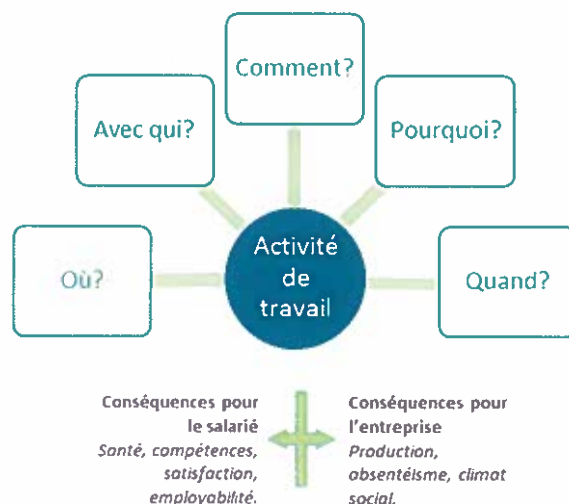 Comment?
Avec qui?
Pourquoi?
Où?
Activité
de
travail
Quand?
Conséquences pour
le salarié
Santé, compétences,
satisfaction,
employabilité.
Conséquences pour
l'entreprise
Production,
absentéisme, climat
social.